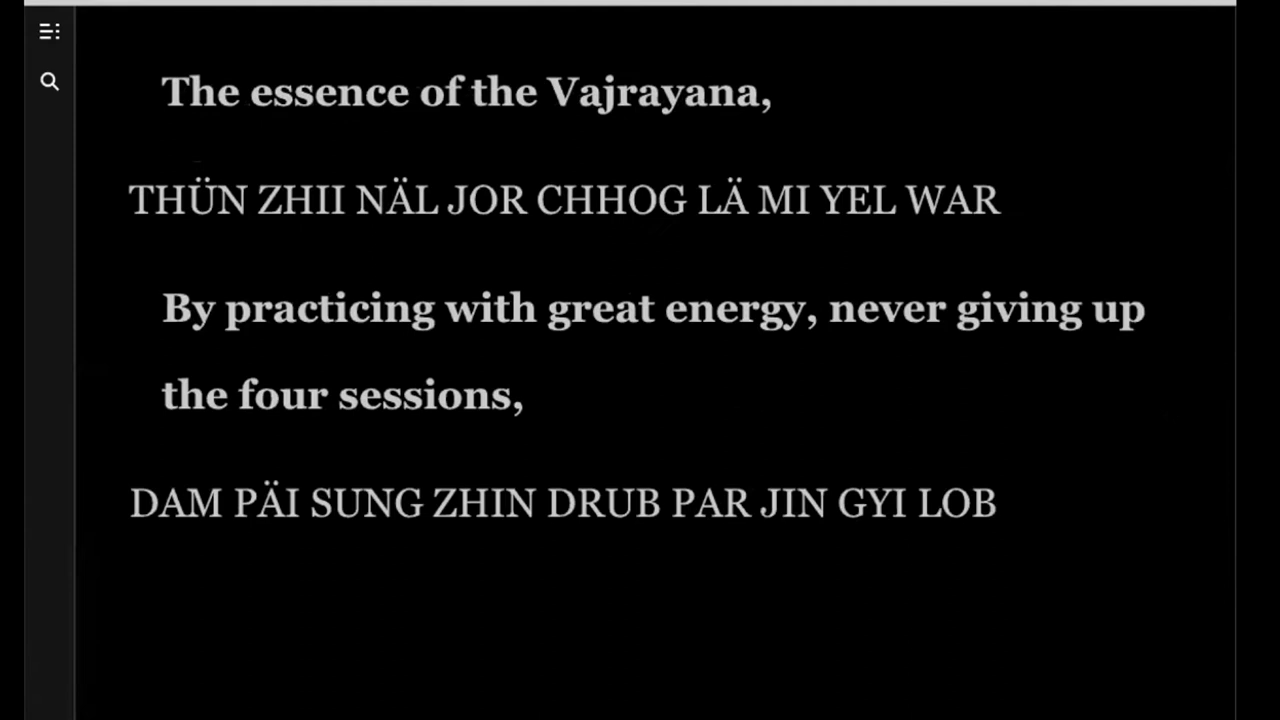 The essence of the Vajrayana,
THÜN ZHII NÄL JOR CHHOG LÄ MI YEL WAR
By practicing with great energy, never giving up
the four sessions,
DAM PÄI SUNG ZHIN DRUB PAR JIN GYI LOB